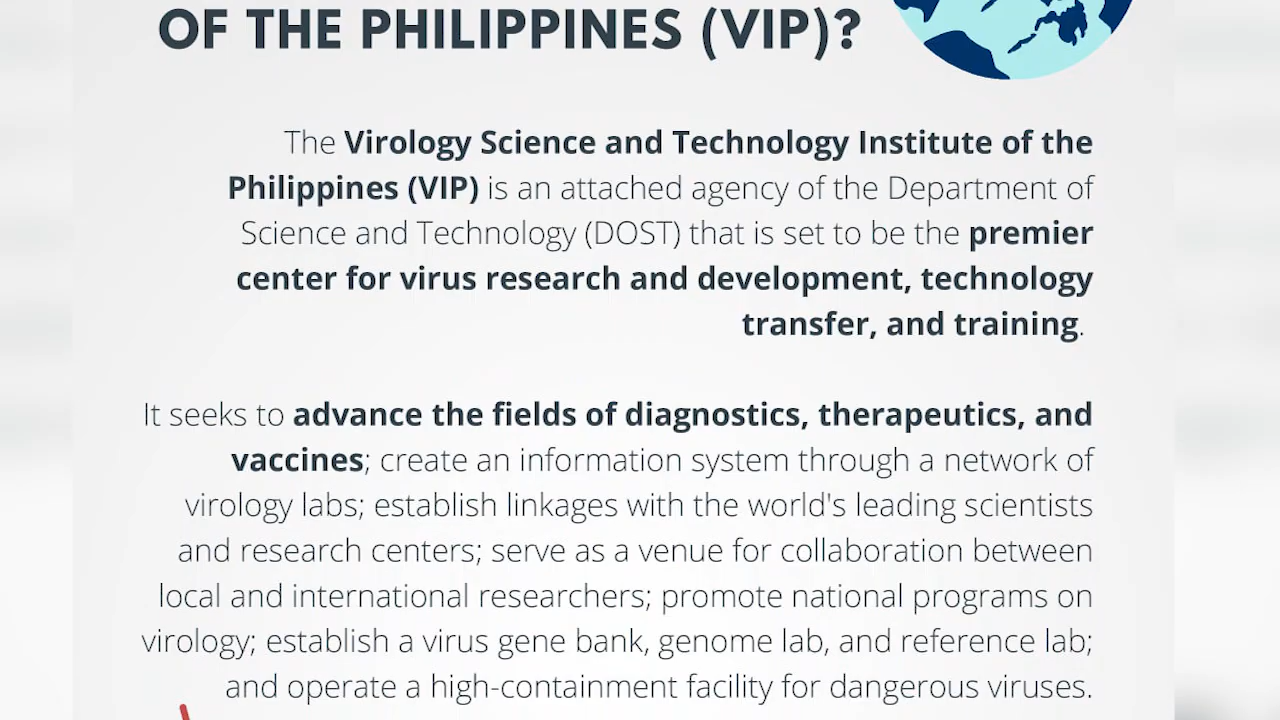 OF THE PHILIPPINES (VIP)?
The Virology Science and Technology Institute of the
Philippines (VIP) is an attached agency of the Department of
Science and Technology (DOST) that is set to be the premier
center for virus research and development, technology
transfer, and training.
It seeks to advance the fields of diagnostics, therapeutics, and
vaccines; create an information system through a network of
virology labs; establish linkages with the world's leading scientists
and research centers; serve as a venue for collaboration between
local and international researchers; promote national programs on
virology; establish a virus gene bank, genome lab, and reference lab;
and operate a high-containment facility for dangerous viruses.